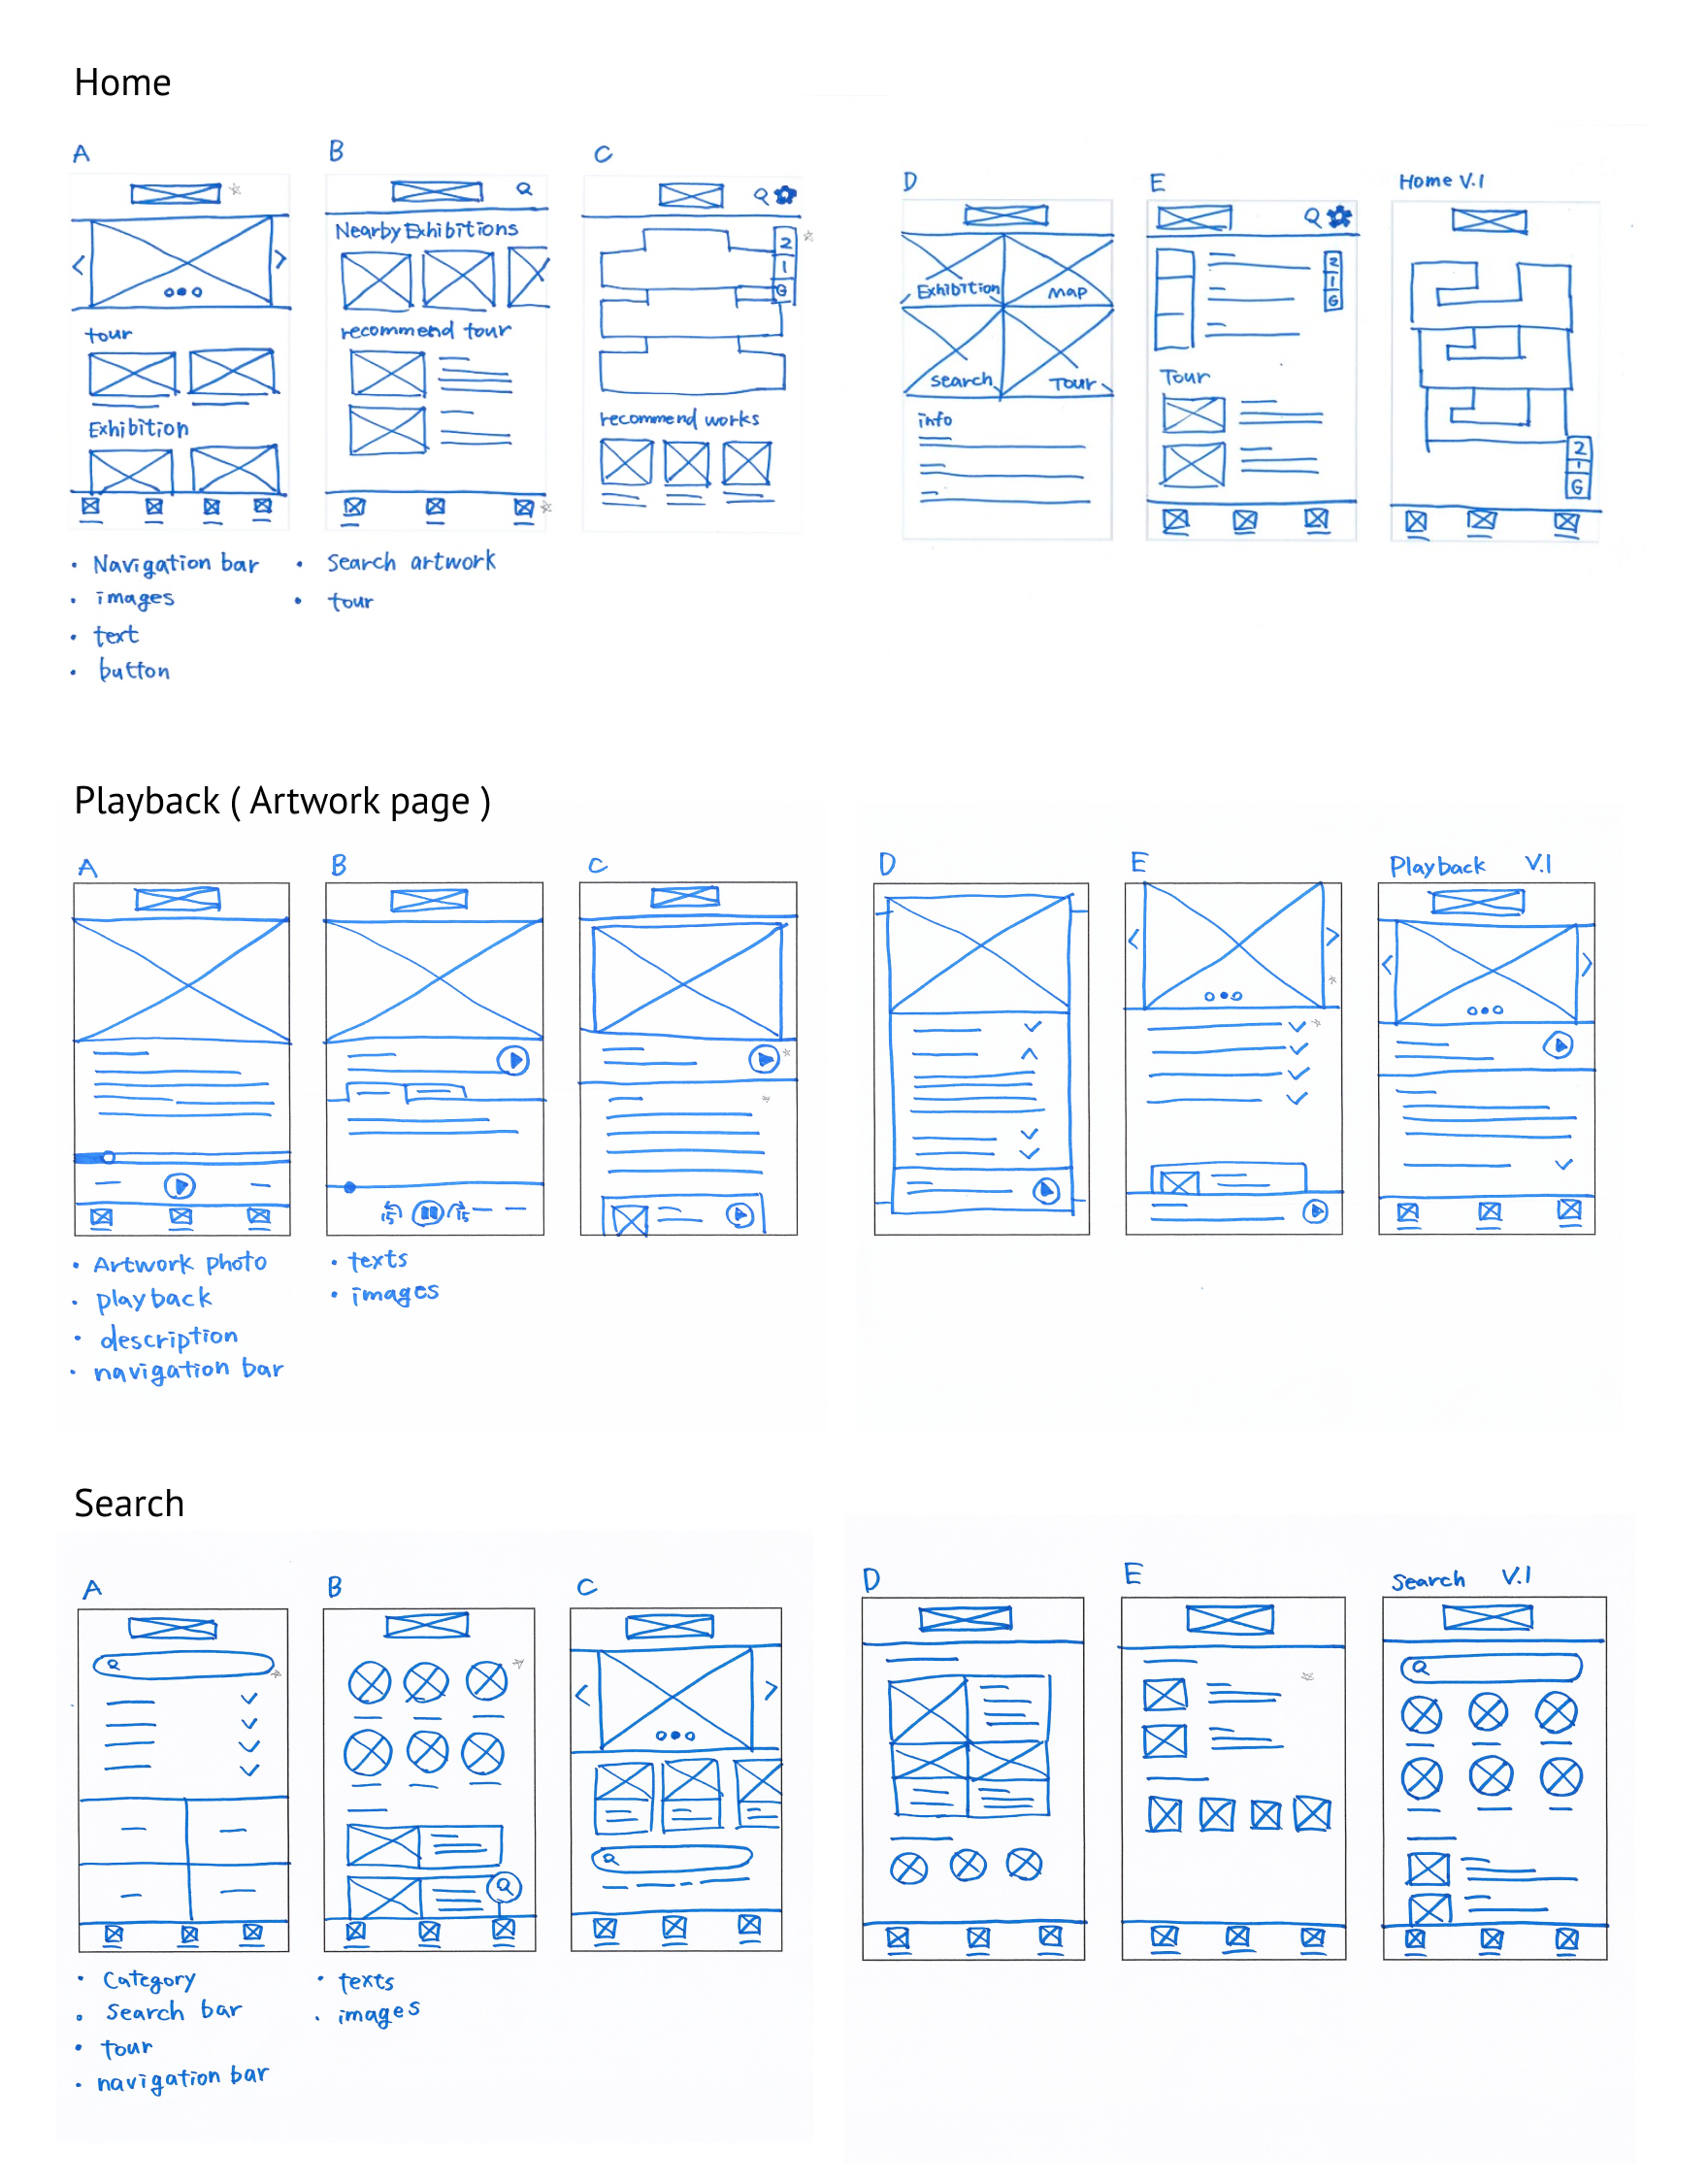 Home
A
B
C
D
E
Home V.1
Nearby Exhibitions
tour
recommend tour
Exhibition
2
1
G
recommend works
Exhibition
Map
Search
Tour
info
2
1
G
Tour
2
1
G
• Navigation bar
• images
• text
• button
• Search artwork
• tour
Playback ( Artwork page )
A
B
C
D
E
Playback V.1
15
15
• Artwork photo
• playback
• description
• navigation bar
• texts
• images
Search
A
B
C
D
E
Search V.1
• Category
• Search bar
• tour
• navigation bar
• texts
• images